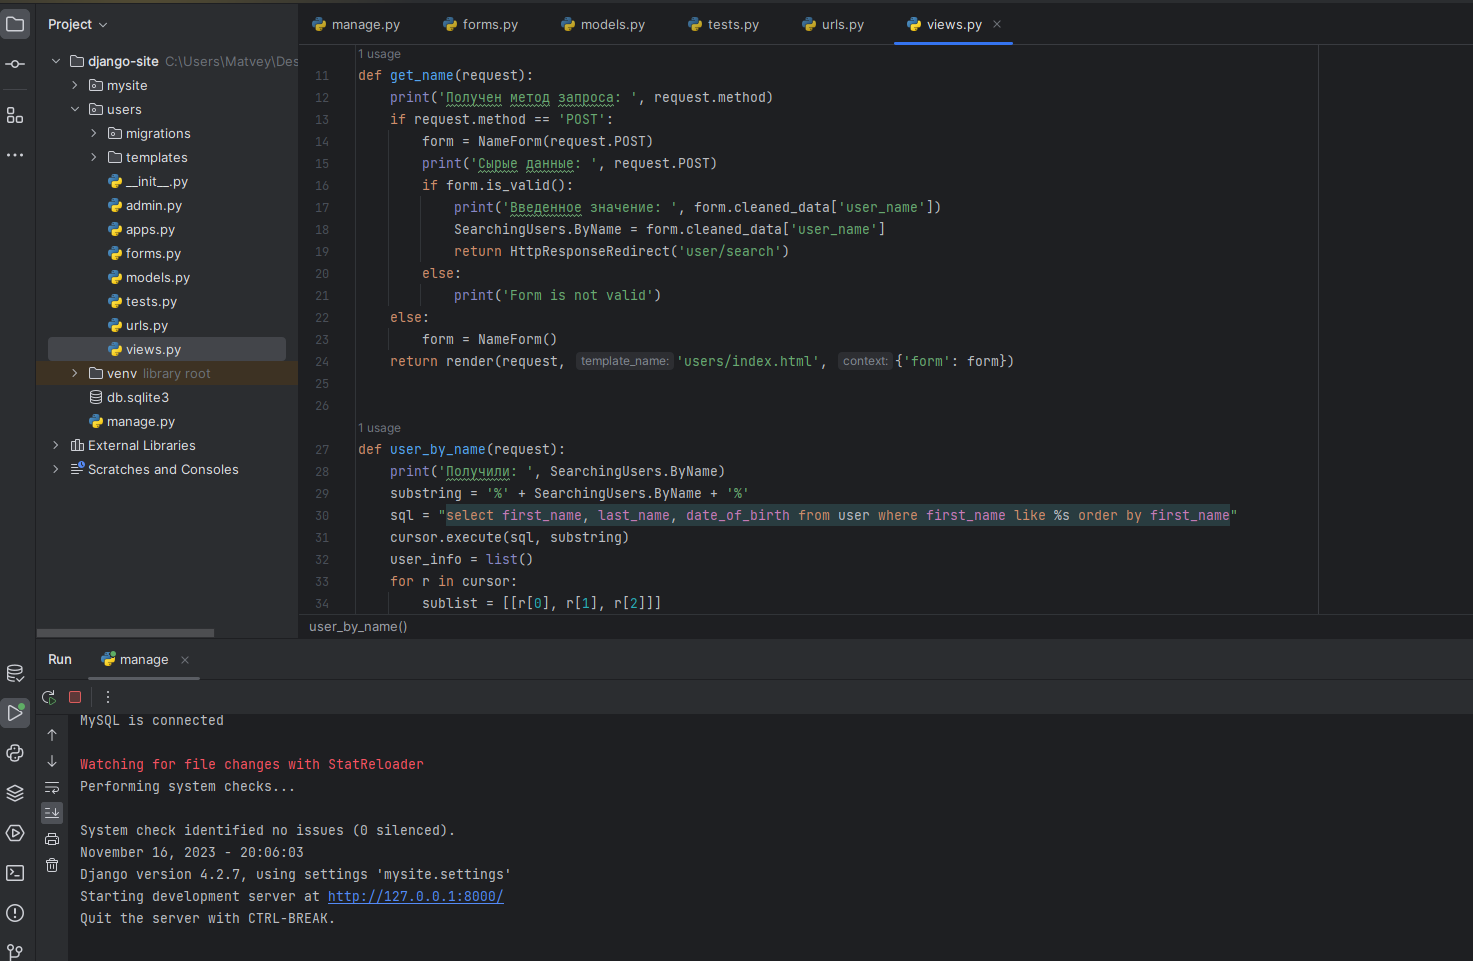 Project
manage.py
forms.py
models.py
tests.py
urls.py
views.py
django-site C:\Users\Matvey\Des
mysite
users
migrations
templates
__init__.py
admin.py
apps.py
forms.py
models.py
tests.py
urls.py
views.py
venv library root
db.sqlite3
manage.py
External Libraries
Scratches and Consoles
1 usage
11 def get_name(request):
12 print('Получен метод запроса: ', request.method)
13 if request.method == 'POST':
14 form = NameForm(request.POST)
15 print('Сырые данные: ', request.POST)
16 if form.is_valid():
17 print('Введенное значение: ', form.cleaned_data['user_name'])
18 SearchingUsers.ByName = form.cleaned_data['user_name']
19 return HttpResponseRedirect('user/search')
20 else:
21 print('Form is not valid')
22 else:
23 form = NameForm()
24 return render(request, template_name: 'users/index.html', context: {'form': form})
25
26
1 usage
27 def user_by_name(request):
28 print('Получили: ', SearchingUsers.ByName)
29 substring = '%' + SearchingUsers.ByName + '%'
30 sql = "select first_name, last_name, date_of_birth from user where first_name like %s order by first_name"
31 cursor.execute(sql, substring)
32 user_info = list()
33 for r in cursor:
34 sublist = [[r[0], r[1], r[2]]]
user_by_name()
Run
manage
MySQL is connected
Watching for file changes with StatReloader
Performing system checks...
System check identified no issues (0 silenced).
November 16, 2023 - 20:06:03
Django version 4.2.7, using settings 'mysite.settings'
Starting development server at http://127.0.0.1:8000/
Quit the server with CTRL-BREAK.